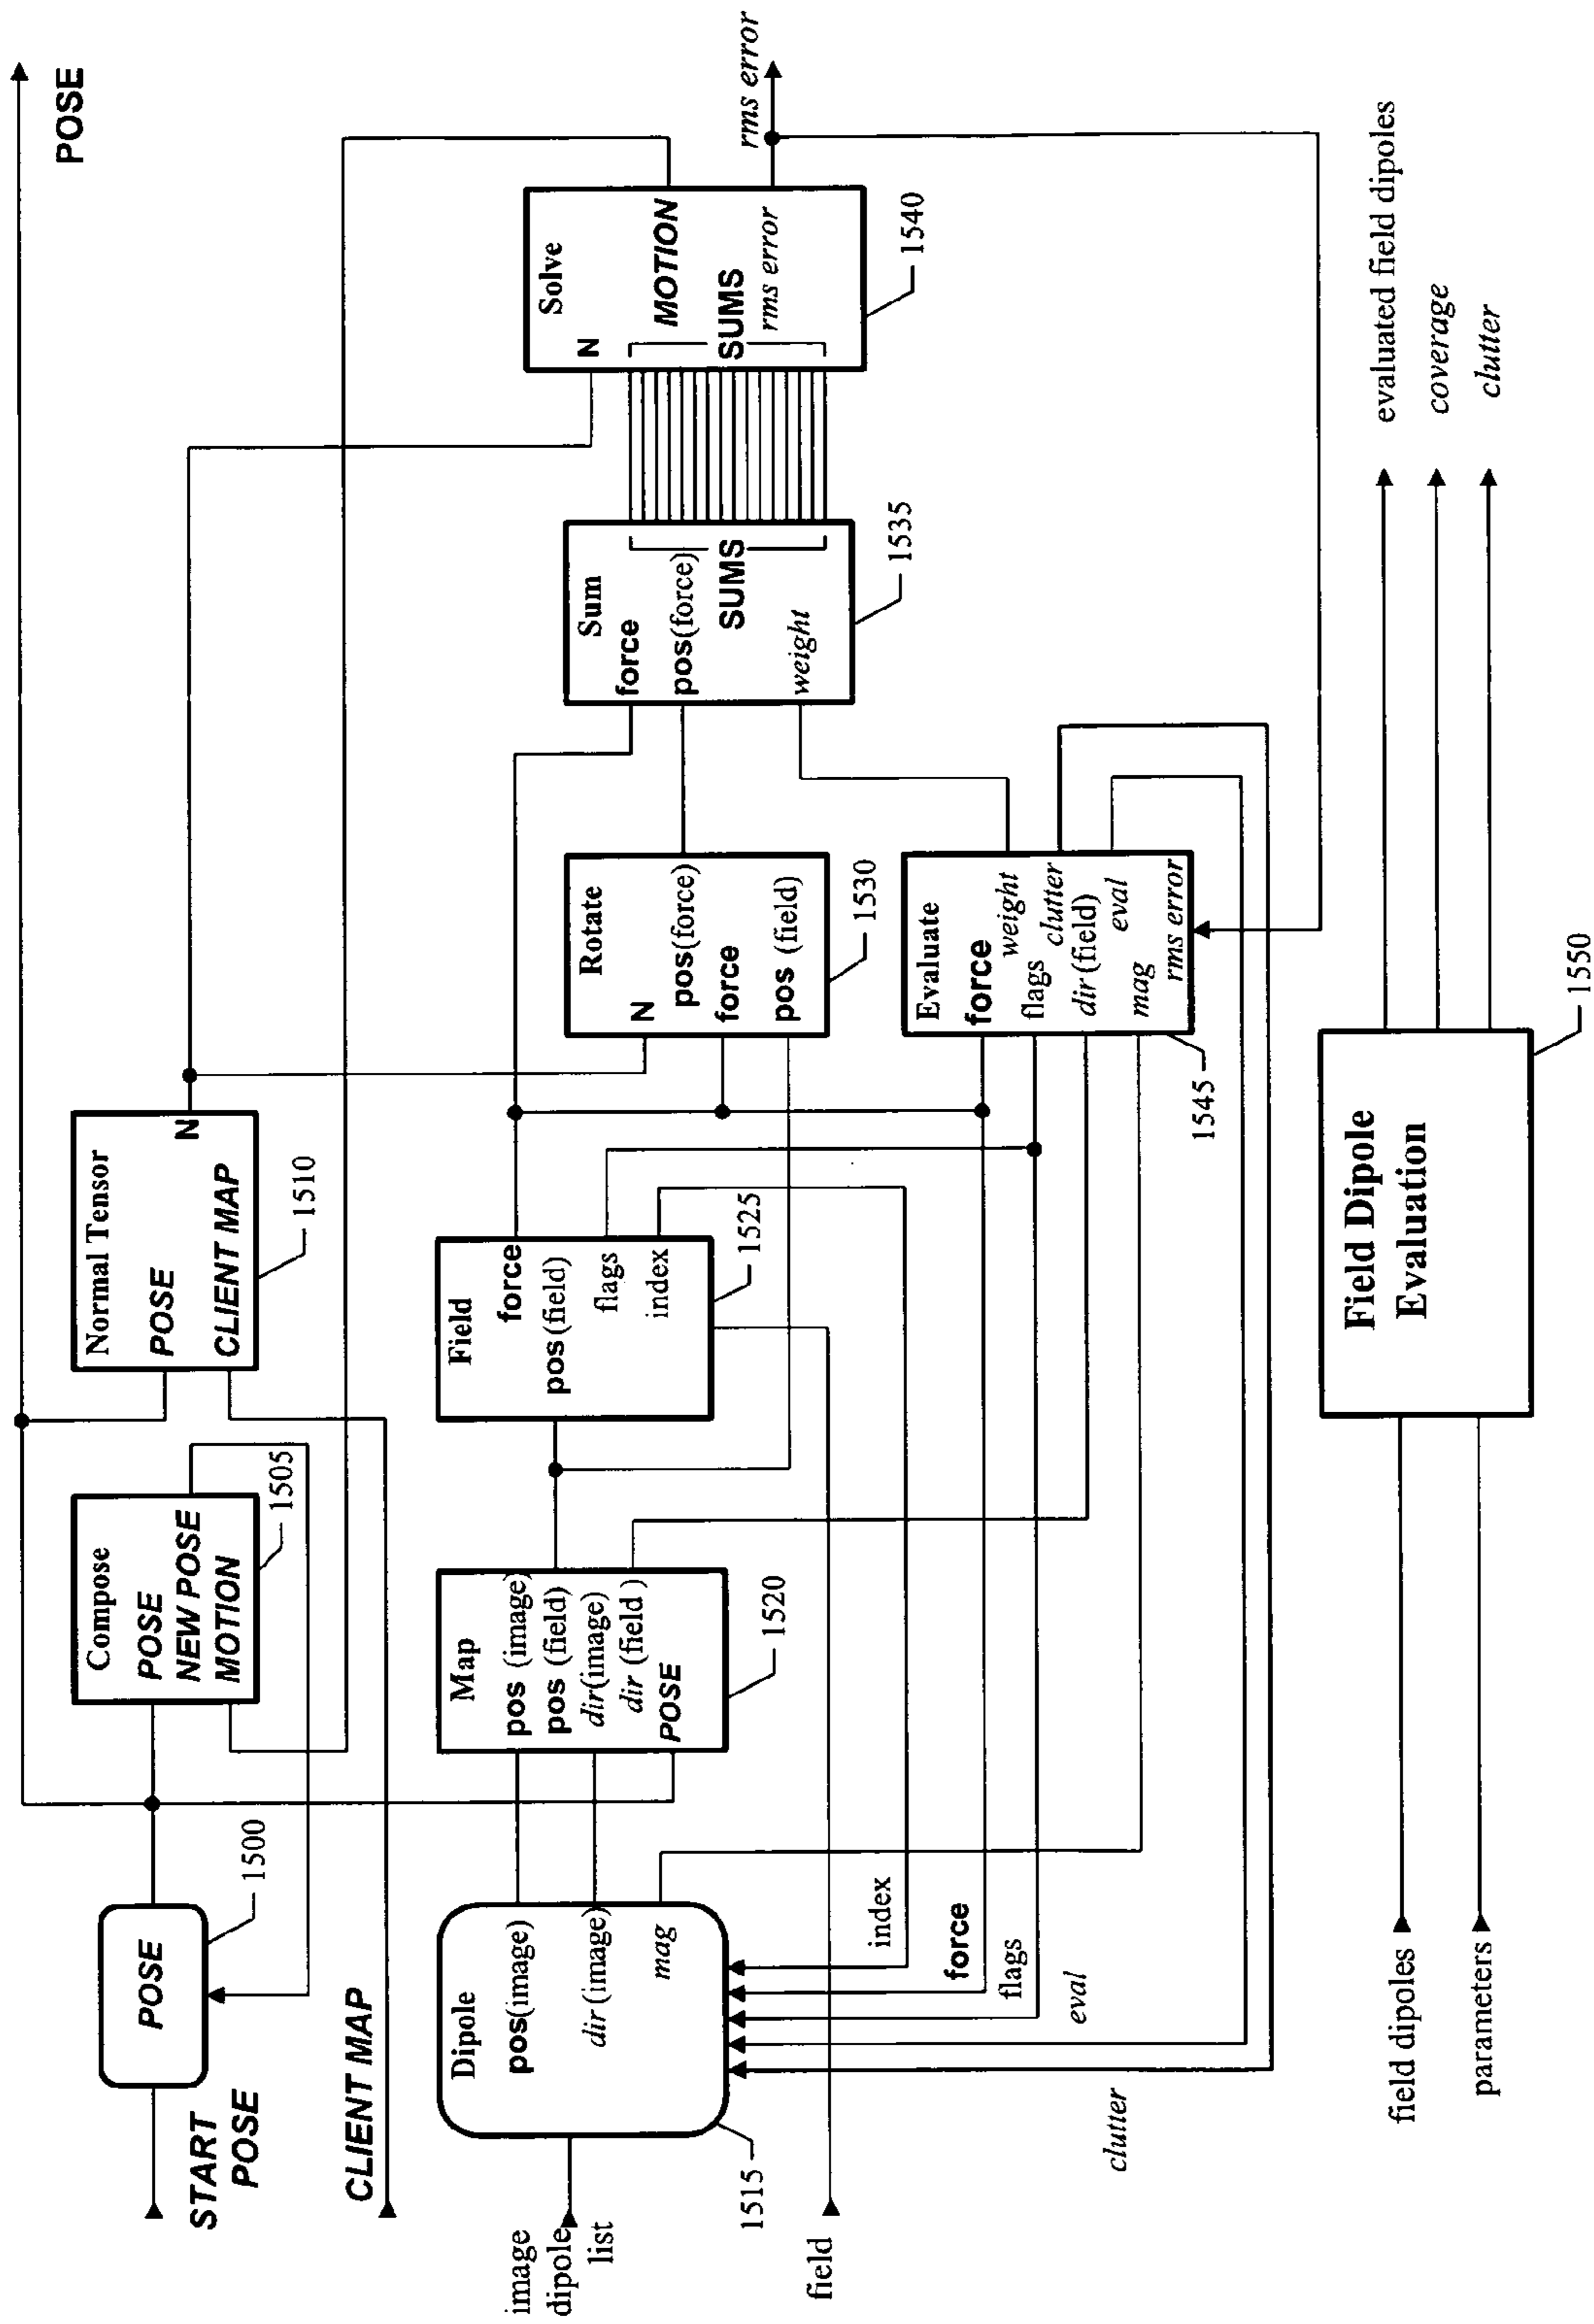 POSE
START
POSE
POSE
1500
Compose
POSE
NEW POSE
MOTION
1505
Normal Tensor
POSE
N
CLIENT MAP
1510
CLIENT MAP
image
dipole
list
Dipole
pos(image)
dir (image)
mag
1515
Map
pos (image)
pos (field)
dir(image)
dir (field )
POSE
1520
Field
force
pos(field)
flags
index
1525
Rotate
N
pos(force)
force
pos (field)
1530
Sum
force
pos(force)
SUMS
weight
1535
Solve
N
MOTION
SUMS
rms error
1540
rms error
field
index
force
flags
eval
clutter
Evaluate
force
weight
flags
clutter
dir(field)
eval
mag
rms error
1545
field dipoles
parameters
Field Dipole
Evaluation
1550
evaluated field dipoles
coverage
clutter